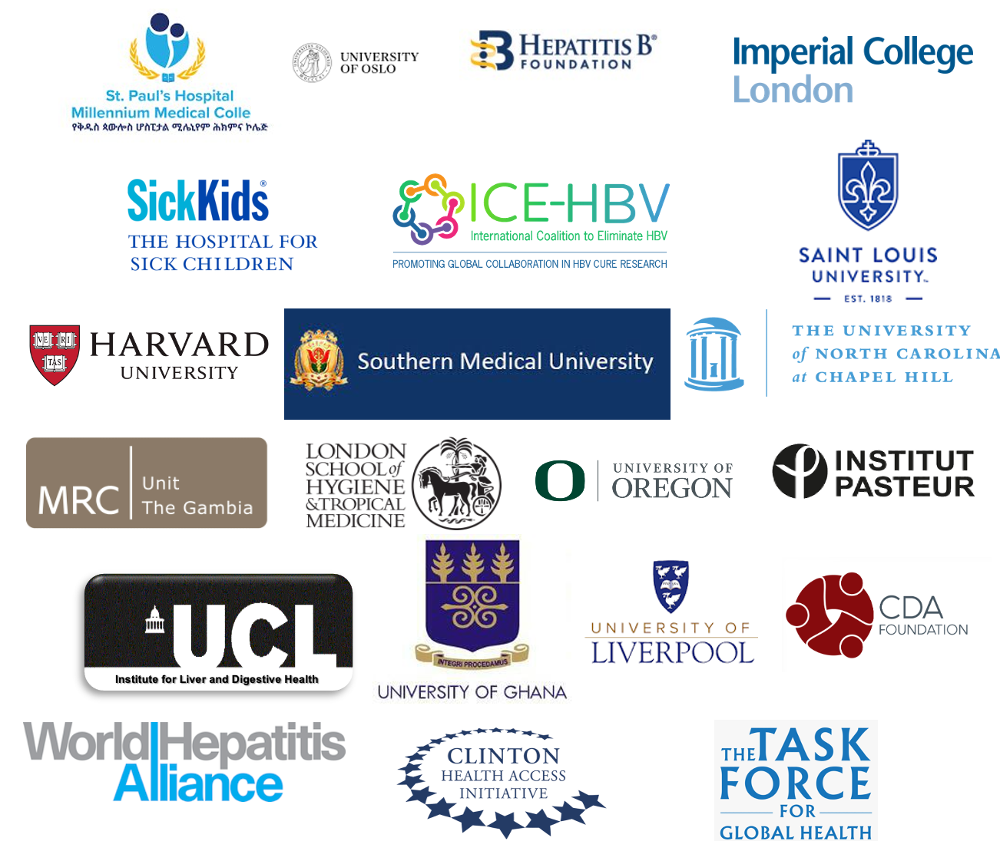 St. Paul's Hospital
Millennium Medical Colle
የቅዱስ ጳውሎስ ሆስፒታል ሚሊኒየም ሕክምና ኮሌጅ
UNIVERSITY
OF OSLO
B HEPATITIS B®
FOUNDATION
Imperial College
London
SickKids®
THE HOSPITAL FOR
SICK CHILDREN
ICE-HBV
International Coalition to Eliminate HBV
PROMOTING GLOBAL COLLABORATION IN HBV CURE RESEARCH
SAINT LOUIS
UNIVERSITY™
EST. 1818
VE RI
TAS
HARVARD
UNIVERSITY
Southern Medical University
THE UNIVERSITY
of NORTH CAROLINA
at CHAPEL HILL
MRC
Unit
The Gambia
LONDON
SCHOOL of
HYGIENE
&TROPICAL
MEDICINE
O
UNIVERSITY OF
OREGON
INSTITUT
PASTEUR
UCL
Institute for Liver and Digestive Health
INTEGRI PROCEDAMUS
UNIVERSITY OF GHANA
UNIVERSITY OF
LIVERPOOL
CDA
FOUNDATION
WorldHepatitis
Alliance
CLINTON
HEALTH ACCESS
INITIATIVE
THE TASK
FORCE
FOR
GLOBAL HEALTH